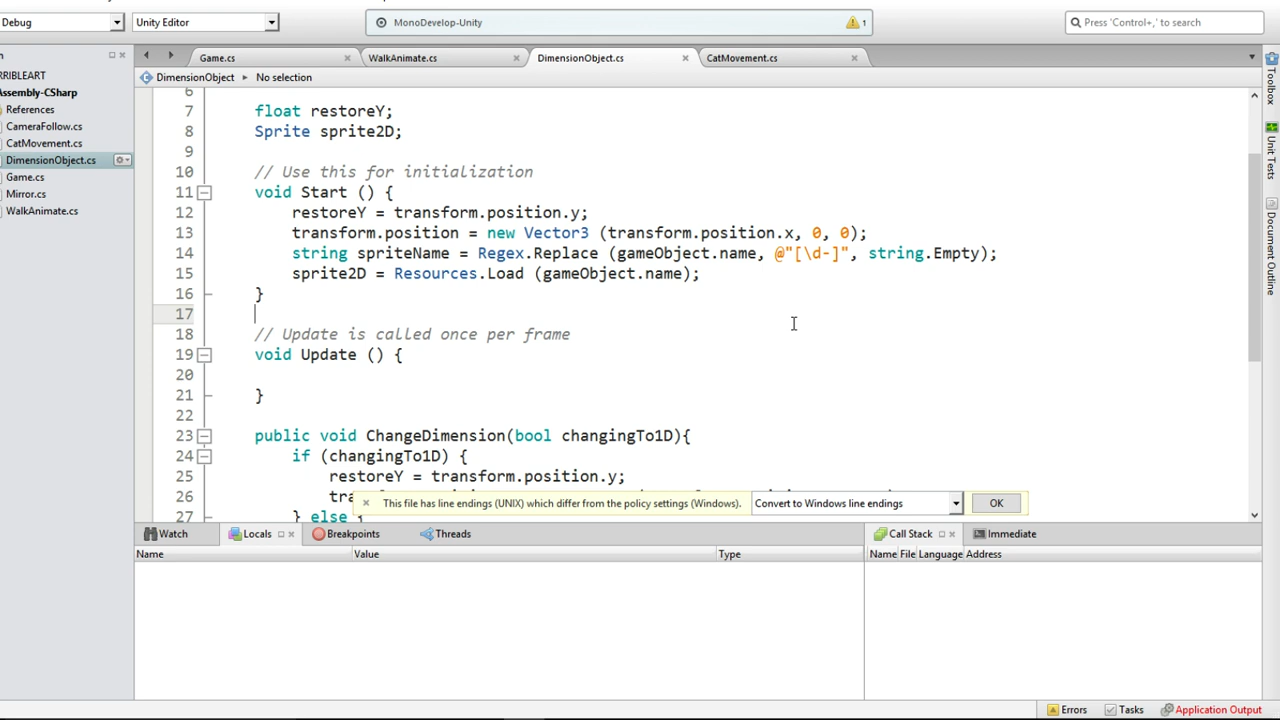 Debug
Unity Editor
MonoDevelop-Unity
1
Press 'Control+,' to search
Game.cs
WalkAnimate.cs
DimensionObject.cs
CatMovement.cs
DimensionObject
No selection
RRIBLEART
Assembly-CSharp
References
CameraFollow.cs
CatMovement.cs
DimensionObject.cs
Game.cs
Mirror.cs
WalkAnimate.cs
6
7 float restoreY;
8 Sprite sprite2D;
9
10 // Use this for initialization
11 void Start () {
12 restoreY = transform.position.y;
13 transform.position = new Vector3 (transform.position.x, 0, 0);
14 string spriteName = Regex.Replace (gameObject.name, @"[\d-]", string.Empty);
15 sprite2D = Resources.Load (gameObject.name);
16 }
17
18 // Update is called once per frame
19 void Update () {
20
21 }
22
23 public void ChangeDimension(bool changingTo1D){
24 if (changingTo1D) {
25 restoreY = transform.position.y;
26
27 } else {
This file has line endings (UNIX) which differ from the policy settings (Windows).
Convert to Windows line endings
OK
Toolbox
Unit Tests
Document Outline
Watch
Locals
Breakpoints
Threads
Name
Value
Type
Call Stack
Immediate
Name
File
Language
Address
Errors
Tasks
Application Output